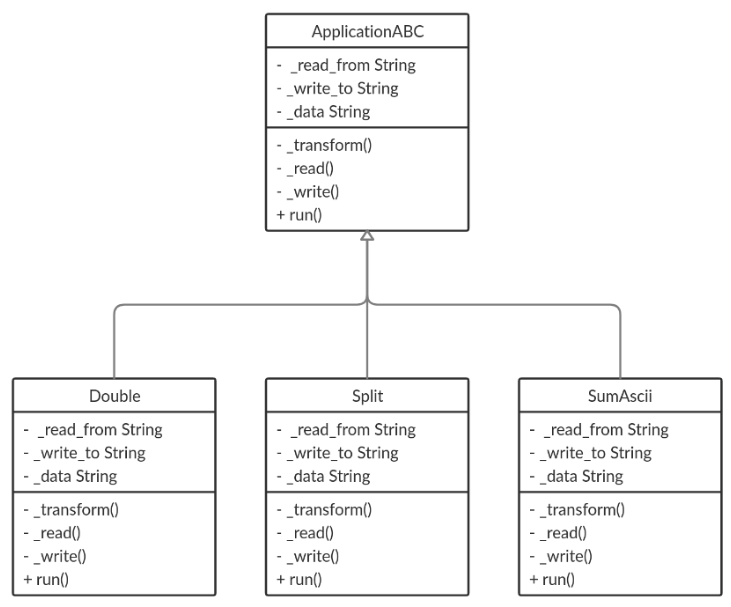 ApplicationABC
- _read_from String
- _write_to String
- _data String
- _transform()
- _read()
- _write()
+ run()
Double
- _read_from String
- _write_to String
- _data String
- _transform()
- _read()
- _write()
+ run()
Split
- _read_from String
- _write_to String
- _data String
- _transform()
- _read()
- _write()
+ run()
SumAscii
- _read_from String
- _write_to String
- _data String
- _transform()
- _read()
- _write()
+ run()